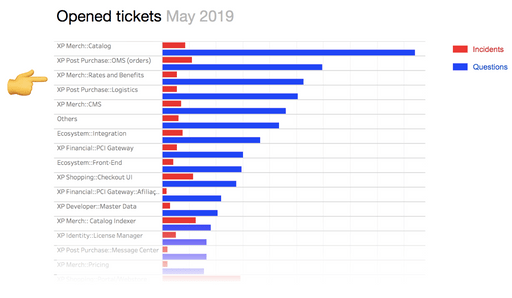 Opened tickets May 2019
Incidents
Questions
XP Merch::Catalog
XP Post Purchase::OMS (orders)
XP Merch::Rates and Benefits
XP Post Purchase::Logistics
XP Merch::CMS
Others
Ecosystem::Integration
XP Financial::PCI Gateway
Ecosystem::Front-End
XP Shopping::Checkout UI
XP Financial::PCI Gateway::Afiliaç...
XP Developer::Master Data
XP Merch:: Catalog Indexer
XP Identity::License Manager
XP Post Purchase::Message Center
XP Merch::Pricing